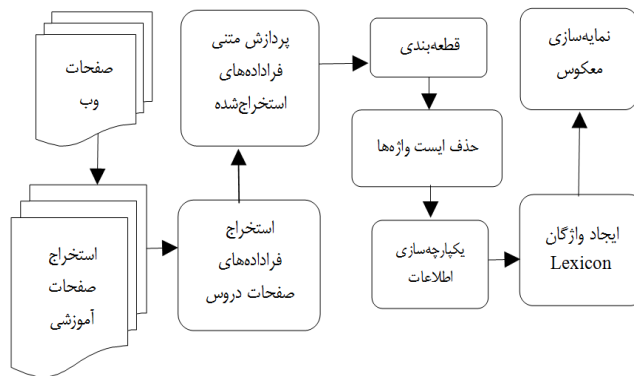 صفحات
وب
استخراج
صفحات
آموزشی
استخراج
فراداده‌های
صفحات دروس
پردازش متنی
فراداده‌های
استخراج‌شده
قطعه‌بندی
حذف ایست واژه‌ها
یکپارچه‌سازی
اطلاعات
ایجاد واژگان
Lexicon
نمایه‌سازی
معکوس